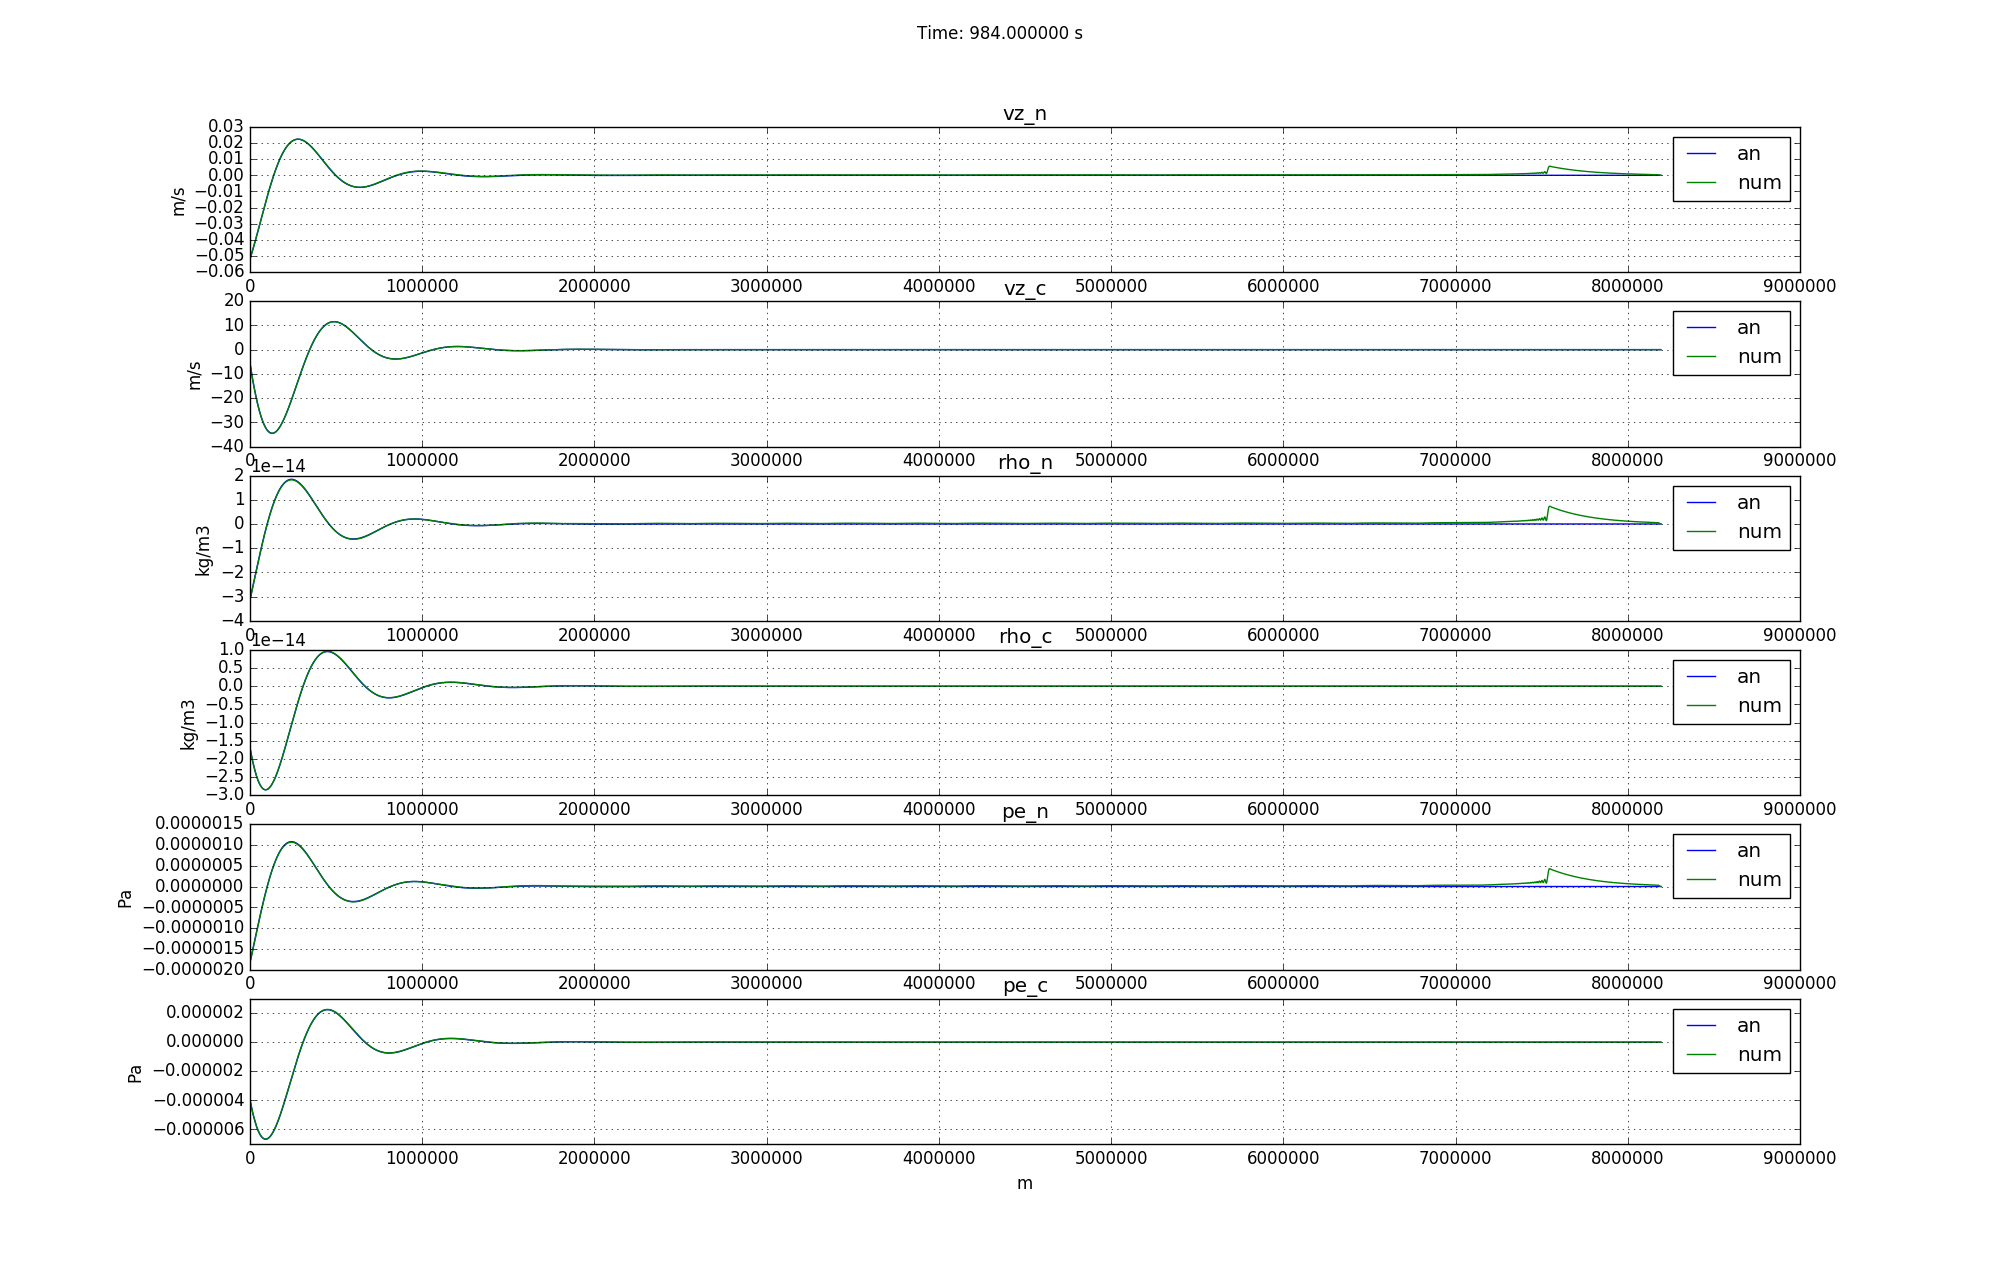 Time: 984.000000 s
vz_n
0.03
0.02
0.01
0.00
−0.01
−0.02
−0.03
−0.04
−0.05
−0.06
m/s
an
num
0 1000000 2000000 3000000 4000000 5000000 6000000 7000000 8000000 9000000
vz_c
20
10
0
−10
−20
−30
−40
m/s
an
num
0 1000000 2000000 3000000 4000000 5000000 6000000 7000000 8000000 9000000
1e−14
rho_n
2
1
0
−1
−2
−3
−4
kg/m3
an
num
0 1000000 2000000 3000000 4000000 5000000 6000000 7000000 8000000 9000000
1e−14
rho_c
1.0
0.5
0.0
−0.5
−1.0
−1.5
−2.0
−2.5
−3.0
kg/m3
an
num
0 1000000 2000000 3000000 4000000 5000000 6000000 7000000 8000000 9000000
pe_n
0.0000015
0.0000010
0.0000005
0.0000000
−0.0000005
−0.0000010
−0.0000015
−0.0000020
Pa
an
num
0 1000000 2000000 3000000 4000000 5000000 6000000 7000000 8000000 9000000
pe_c
0.000002
0.000000
−0.000002
−0.000004
−0.000006
Pa
an
num
0 1000000 2000000 3000000 4000000 5000000 6000000 7000000 8000000 9000000
m